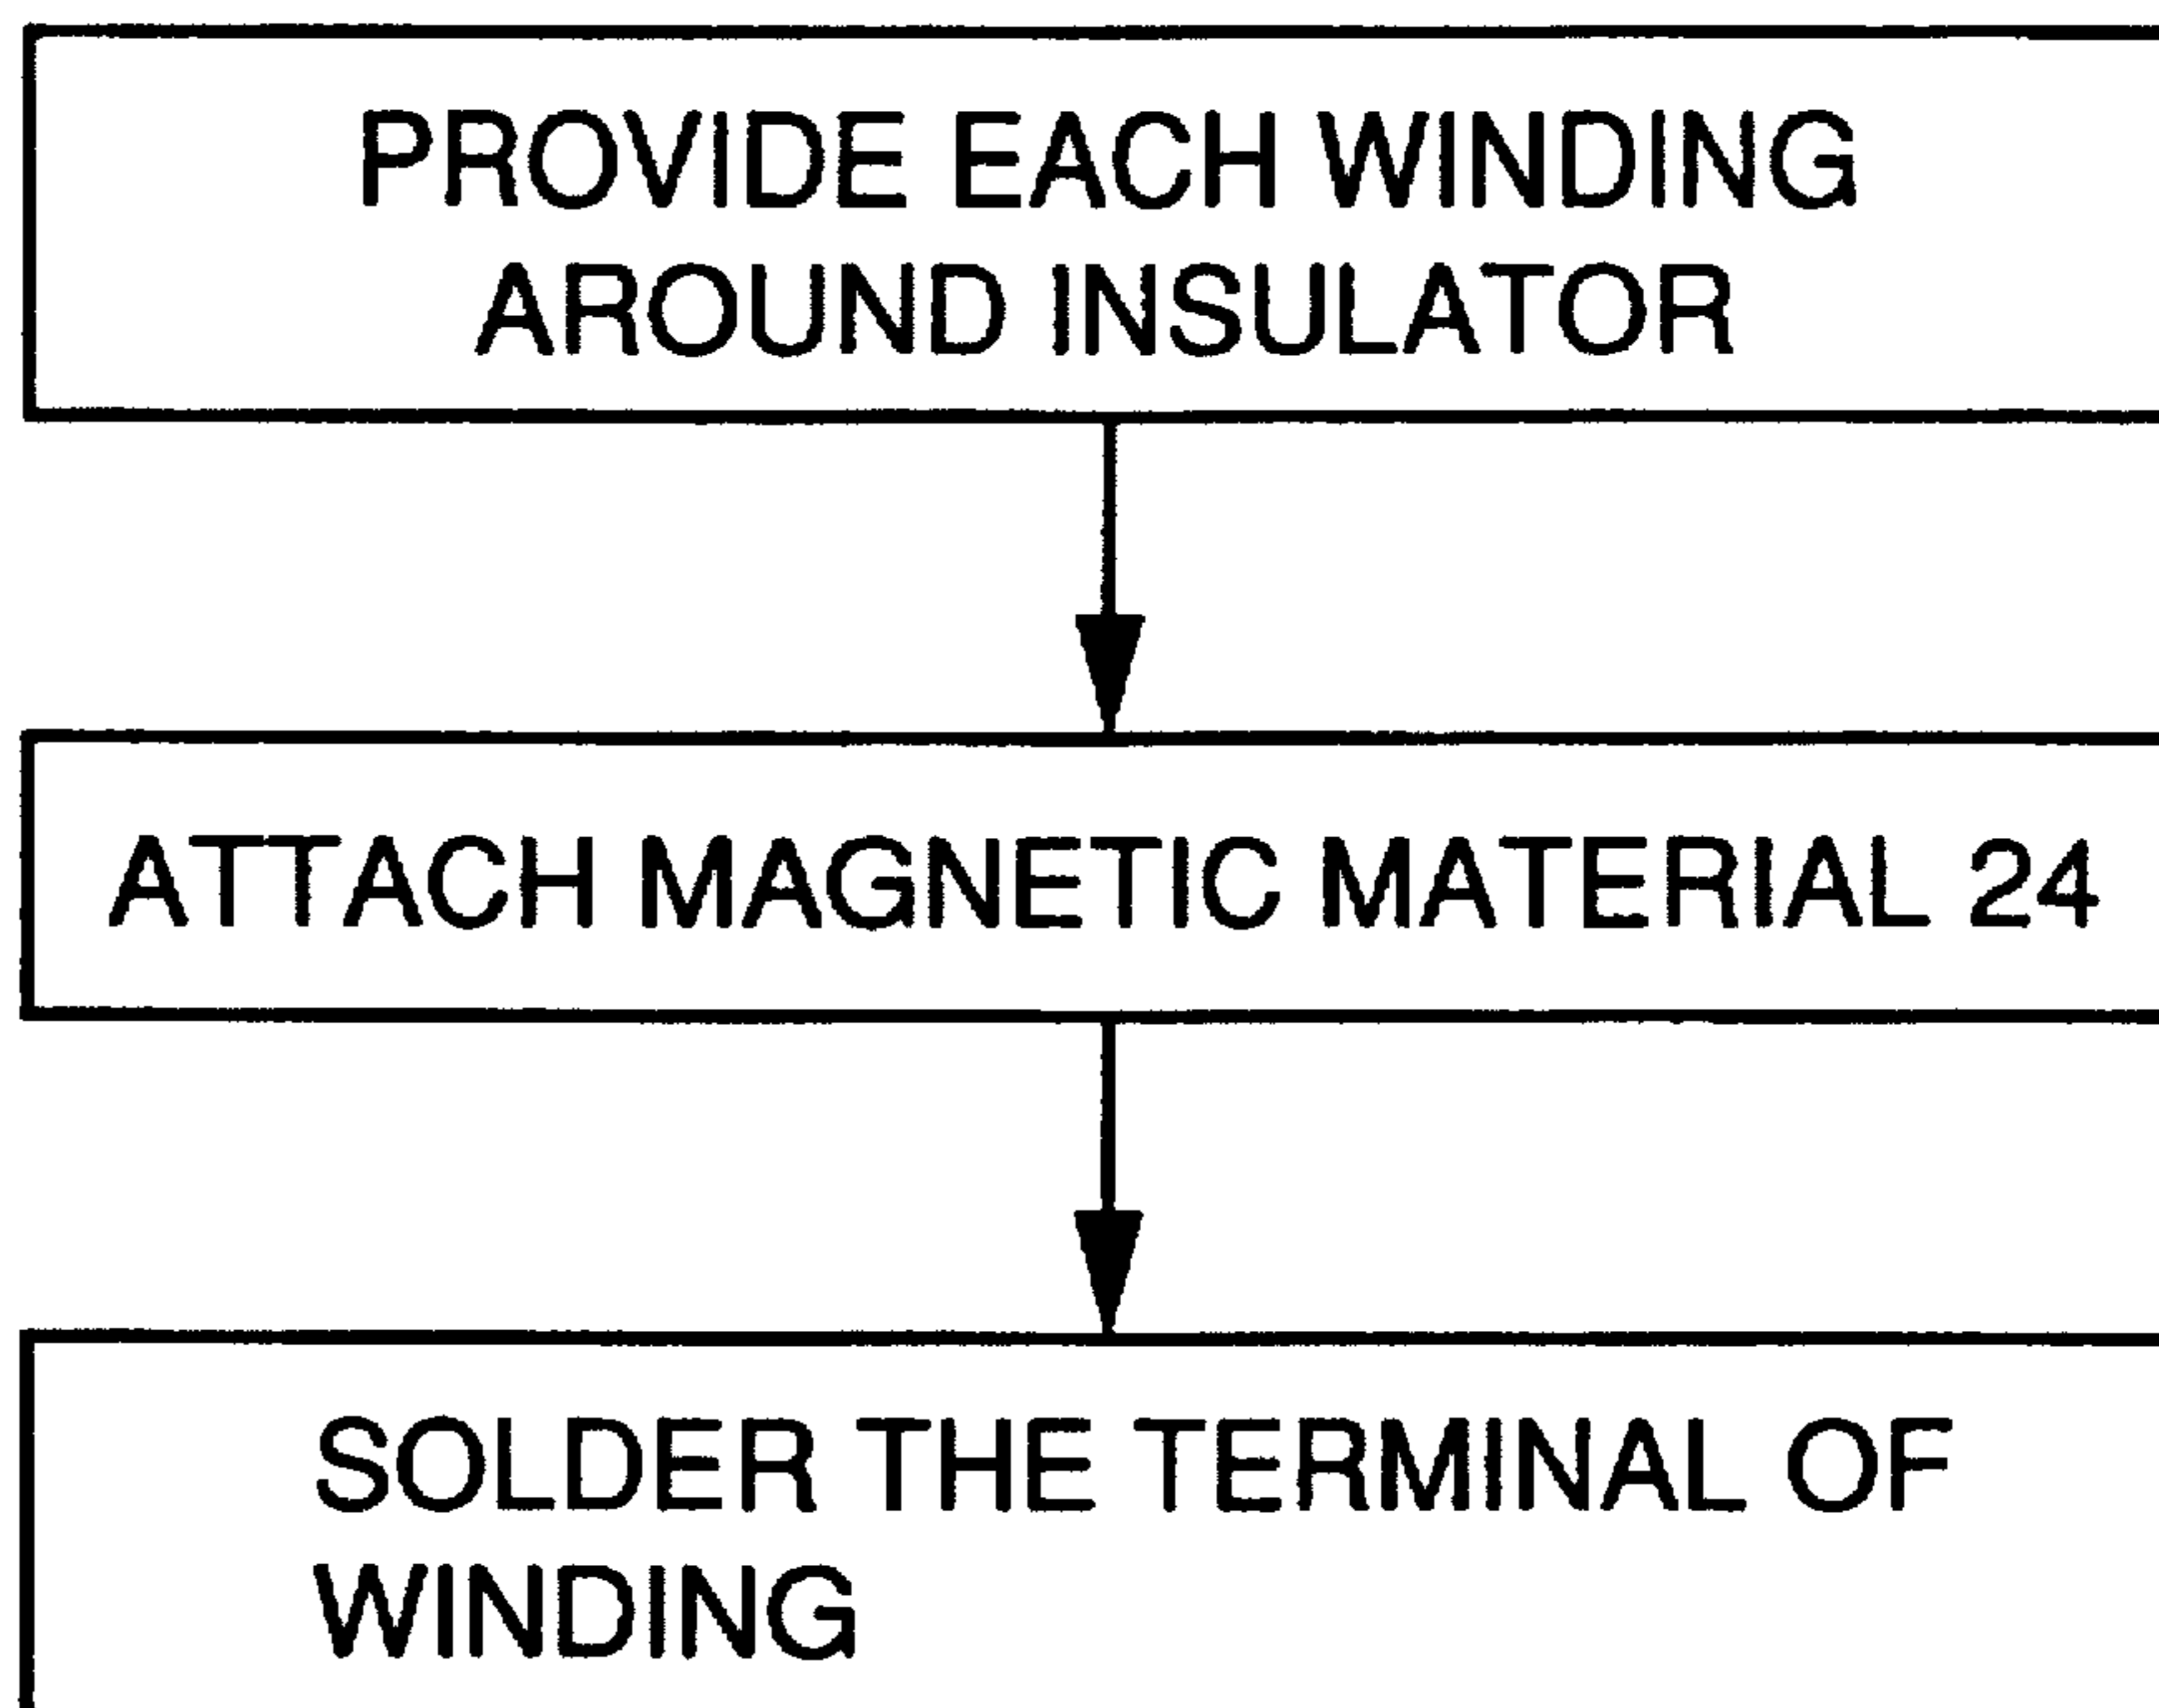 PROVIDE EACH WINDING
AROUND INSULATOR
ATTACH MAGNETIC MATERIAL 24
SOLDER THE TERMINAL OF
WINDING